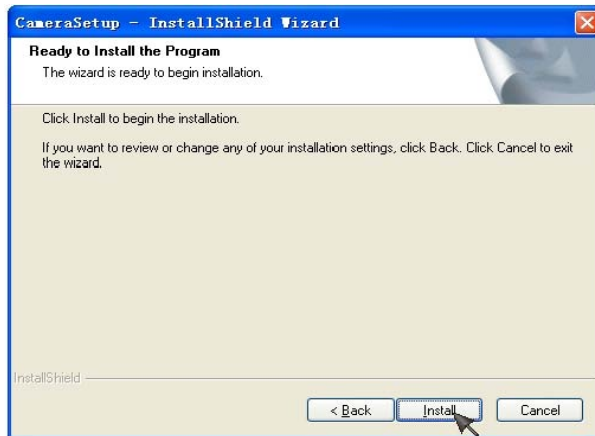 CameraSetup - InstallShield Wizard
Ready to Install the Program
The wizard is ready to begin installation.
Click Install to begin the installation.
If you want to review or change any of your installation settings, click Back. Click Cancel to exit
the wizard.
InstallShield
< Back Install Cancel